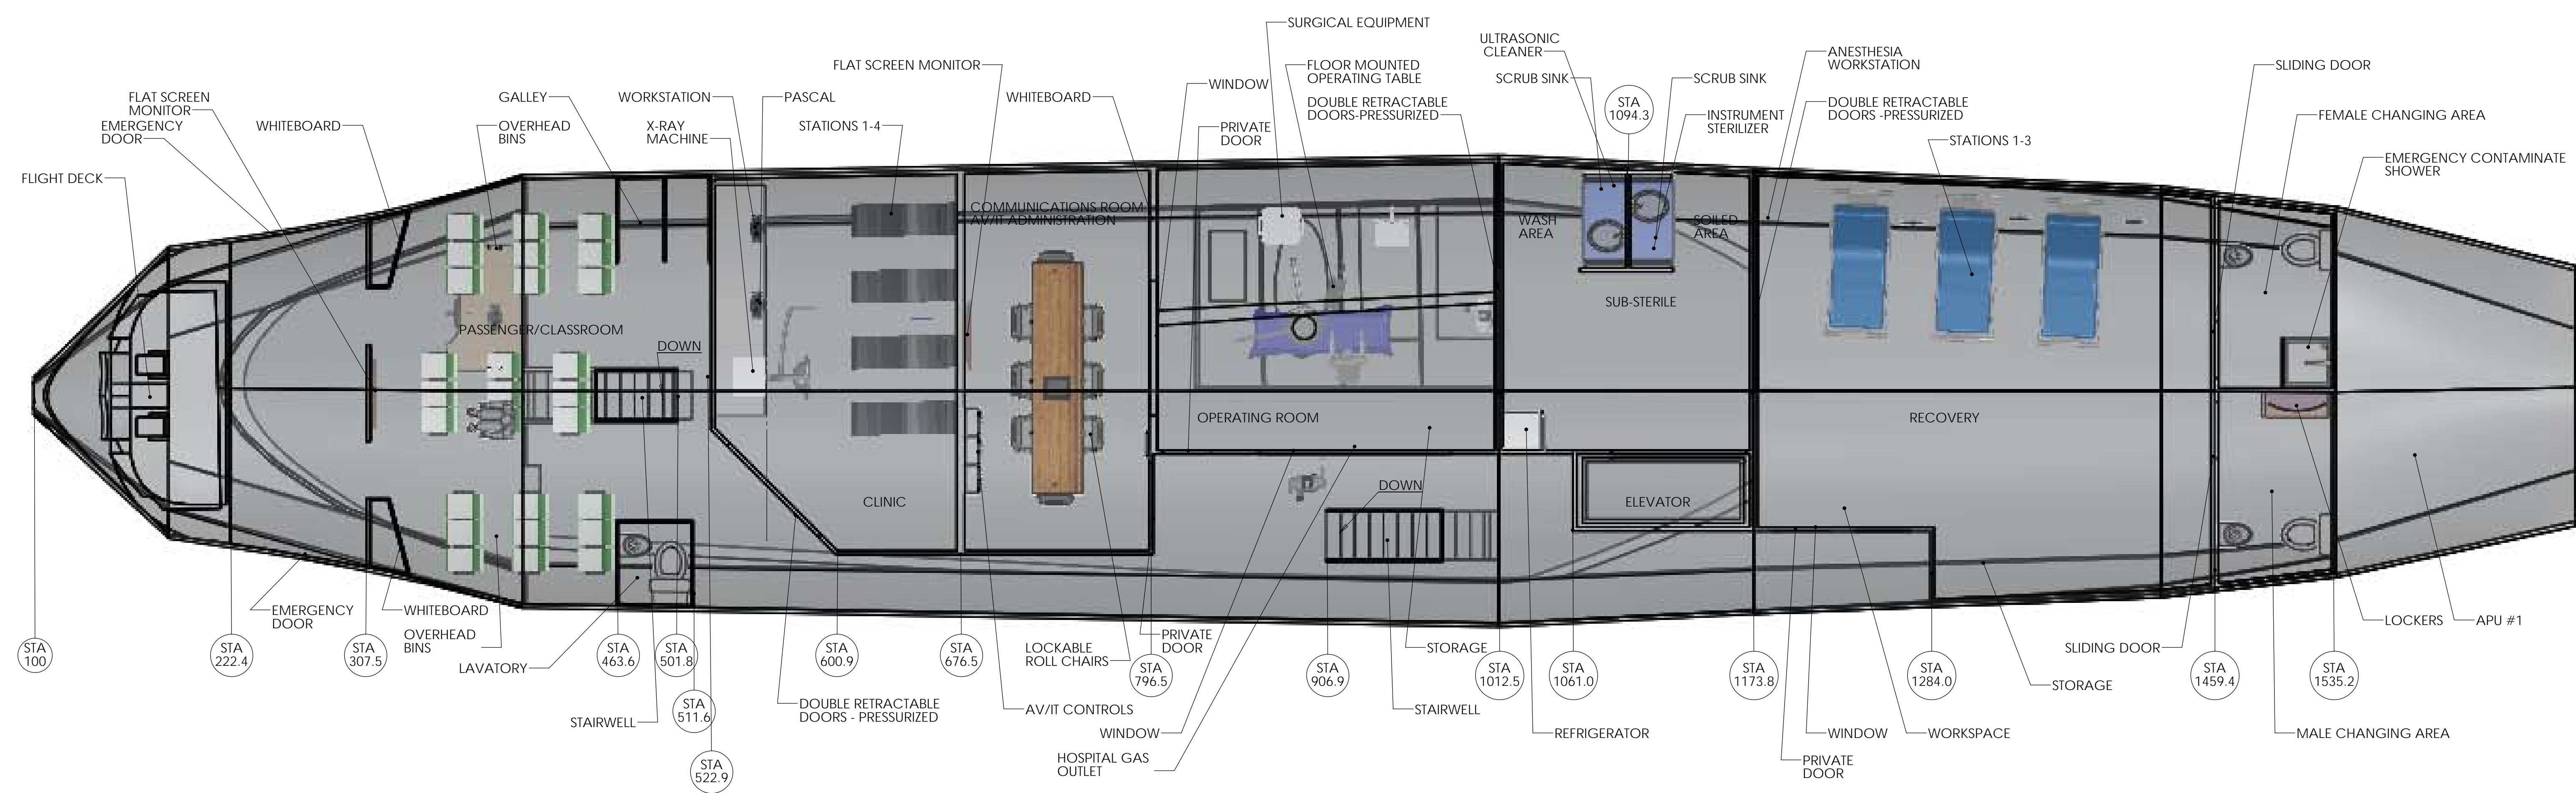 SURGICAL EQUIPMENT
ULTRASONIC
CLEANER
FLAT SCREEN MONITOR
FLOOR MOUNTED
OPERATING TABLE
ANESTHESIA
WORKSTATION
SLIDING DOOR
WINDOW
SCRUB SINK
SCRUB SINK
FLAT SCREEN
MONITOR
GALLEY
WORKSTATION
PASCAL
WHITEBOARD
DOUBLE RETRACTABLE
DOORS-PRESSURIZED
STA
1094.3
DOUBLE RETRACTABLE
DOORS -PRESSURIZED
EMERGENCY
DOOR
WHITEBOARD
OVERHEAD
BINS
X-RAY
MACHINE
STATIONS 1-4
PRIVATE
DOOR
INSTRUMENT
STERILIZER
FEMALE CHANGING AREA
STATIONS 1-3
EMERGENCY CONTAMINATE
SHOWER
FLIGHT DECK
COMMUNICATIONS ROOM
AV/IT ADMINISTRATION
WASH
AREA
SOILED
AREA
SUB-STERILE
PASSENGER/CLASSROOM
DOWN
OPERATING ROOM
RECOVERY
DOWN
CLINIC
ELEVATOR
EMERGENCY
DOOR
WHITEBOARD
OVERHEAD
BINS
LAVATORY
STA
100
STA
222.4
STA
307.5
STA
463.6
STA
501.8
STA
600.9
STA
676.5
LOCKABLE
ROLL CHAIRS
PRIVATE
DOOR
STA
796.5
STA
906.9
STORAGE
STA
1012.5
STA
1061.0
STA
1173.8
STA
1284.0
SLIDING DOOR
STA
1459.4
STA
1535.2
LOCKERS
APU #1
STORAGE
STAIRWELL
STA
511.6
DOUBLE RETRACTABLE
DOORS - PRESSURIZED
AV/IT CONTROLS
STAIRWELL
WINDOW
REFRIGERATOR
WINDOW
WORKSPACE
MALE CHANGING AREA
HOSPITAL GAS
OUTLET
PRIVATE
DOOR
STA
522.9